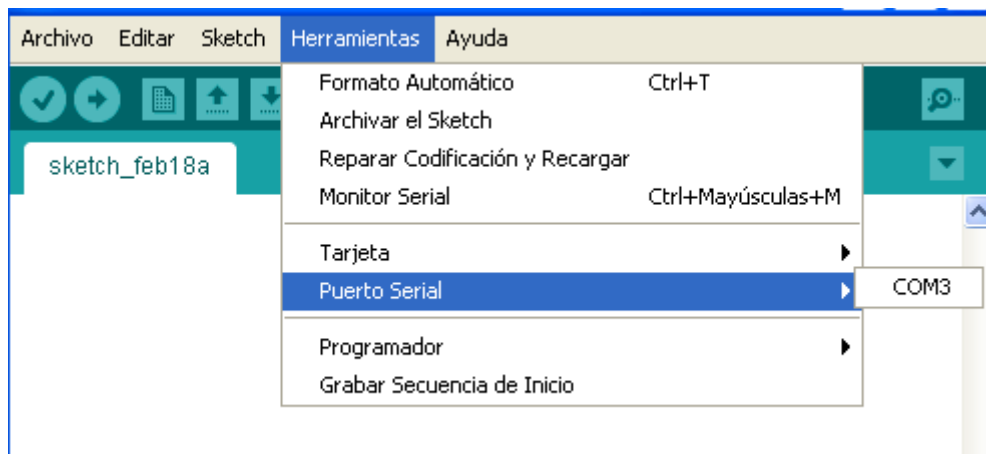 Archivo Editar Sketch Herramientas Ayuda
Formato Automático Ctrl+T
Archivar el Sketch
sketch_feb18a
Reparar Codificación y Recargar
Monitor Serial Ctrl+Mayúsculas+M
Tarjeta
Puerto Serial
COM3
Programador
Grabar Secuencia de Inicio